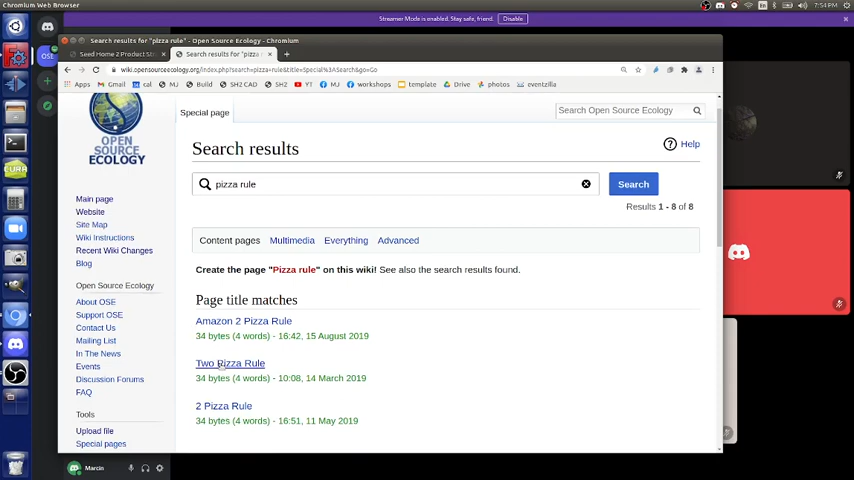 Chromium Web Browser
En
7:54 PM
Streamer Mode is enabled. Stay safe, friend.
Disable
Search results for "pizza rule" - Open Source Ecology - Chromium
Seed Home 2 Product S
Search results for "pizza r
wiki.opensourceecology.org/index.php?search=pizza+rule&title=Special%3ASearch&go=Go
Apps
Gmail
cal
Build
SH2 CAD
SH2
YT
MJ
workshops
template
Drive
photos
eventzilla
OSE
OPEN
SOURCE
ECOLOGY
Special page
Search Open Source Ecology
Search results
Help
pizza rule
Search
Results 1 - 8 of 8
Main page
Website
Site Map
Wiki Instructions
Recent Wiki Changes
Blog
Content pages
Multimedia
Everything
Advanced
Create the page "Pizza rule" on this wiki! See also the search results found.
Open Source Ecology
About OSE
Support OSE
Contact Us
Mailing List
In The News
Events
Discussion Forums
FAQ
Page title matches
Amazon 2 Pizza Rule
34 bytes (4 words) - 16:42, 15 August 2019
Two Pizza Rule
34 bytes (4 words) - 10:08, 14 March 2019
2 Pizza Rule
34 bytes (4 words) - 16:51, 11 May 2019
Tools
Upload file
Special pages
CURA
Marcin